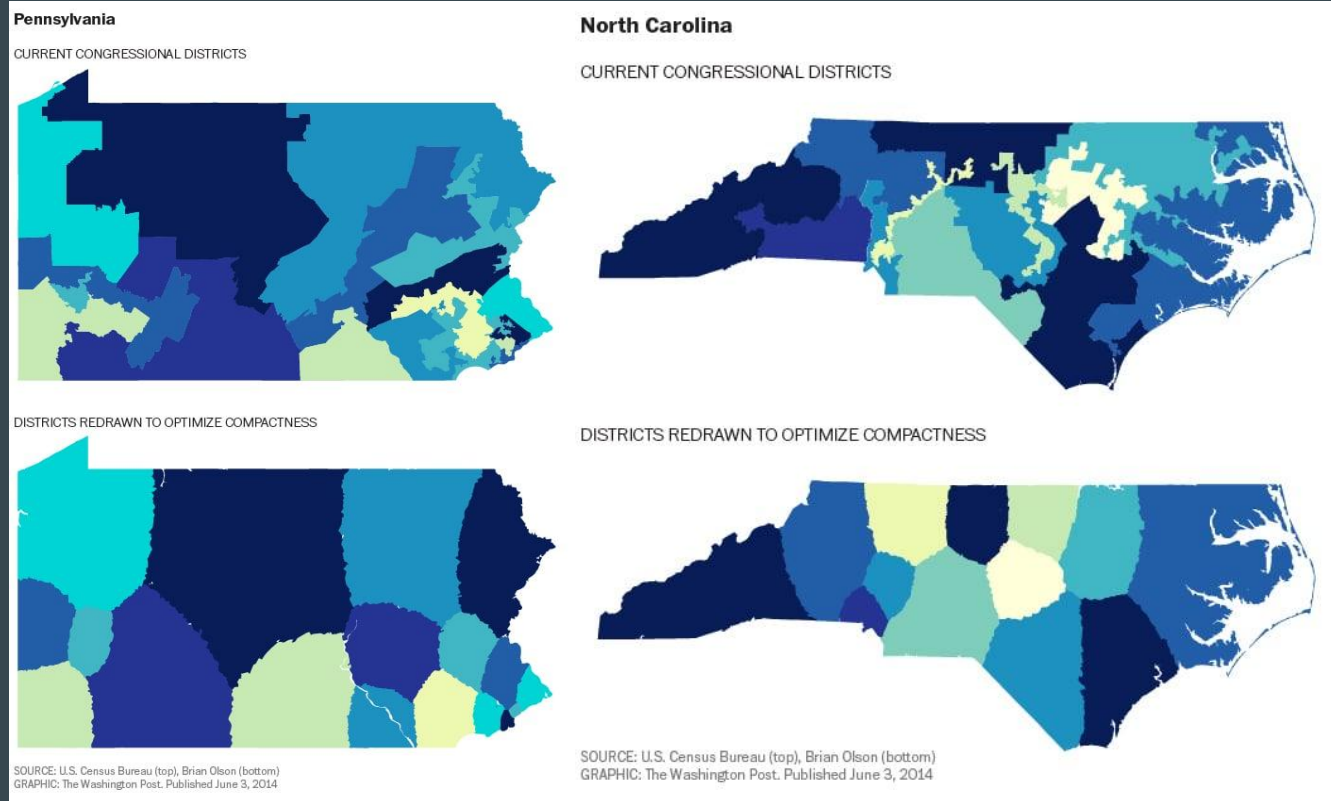 Pennsylvania
CURRENT CONGRESSIONAL DISTRICTS
DISTRICTS REDRAWN TO OPTIMIZE COMPACTNESS
SOURCE: U.S. Census Bureau (top), Brian Olson (bottom)
GRAPHIC: The Washington Post. Published June 3, 2014
North Carolina
CURRENT CONGRESSIONAL DISTRICTS
DISTRICTS REDRAWN TO OPTIMIZE COMPACTNESS
SOURCE: U.S. Census Bureau (top), Brian Olson (bottom)
GRAPHIC: The Washington Post. Published June 3, 2014